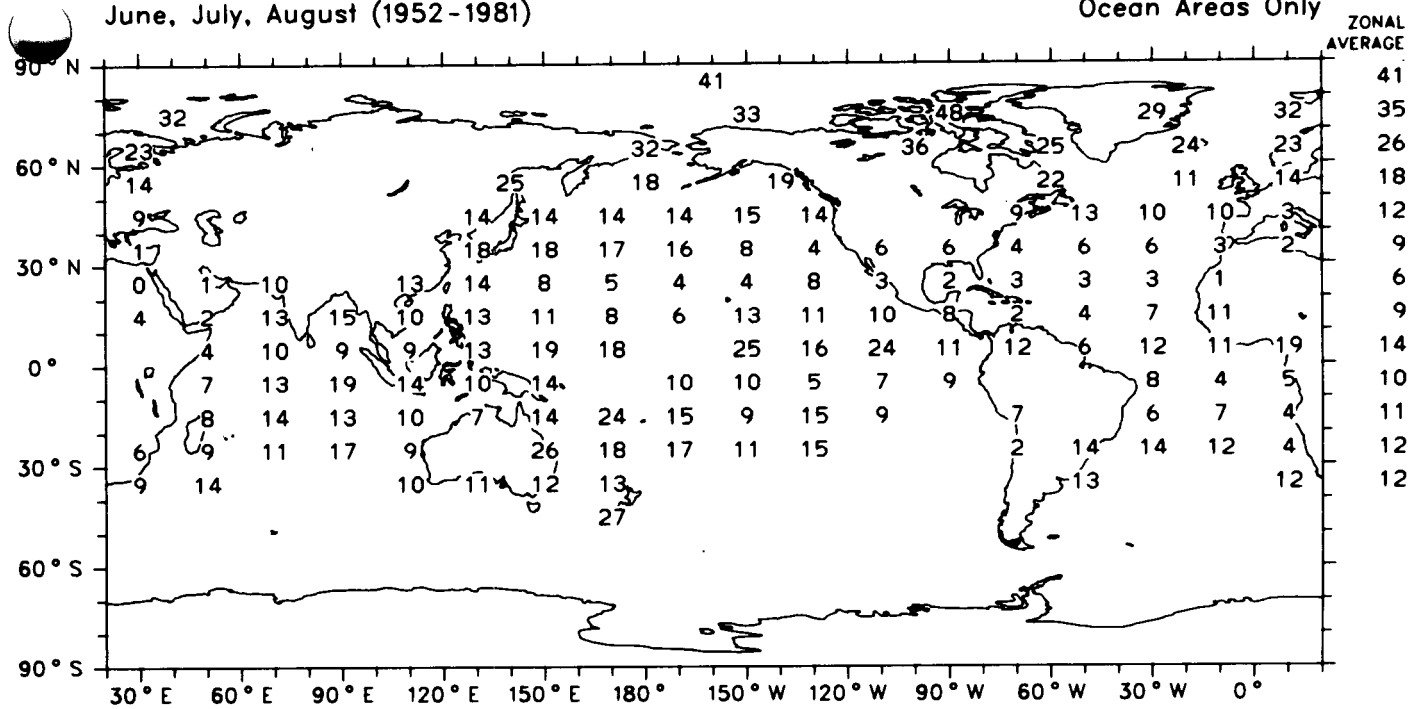 June, July, August (1952-1981) Ocean Areas Only
ZONAL AVERAGE
90° N 41 41
32 33 48 29 32 35
23 32 36 25 24 23 26
60° N
14 25 18 19 22 11 14 18
9 14 14 14 14 15 14 9 13 10 10 3 12
1 18 18 17 16 8 4 6 6 4 6 6 3 2 9
30° N
0 1 10 13 14 8 5 4 4 8 3 2 3 3 3 1 6
4 2 13 15 10 13 11 8 6 13 11 10 8 2 4 7 11 9
4 10 9 9 13 19 18 25 16 24 11 12 6 12 11 19 14
0°
7 13 19 14 10 14 10 10 5 7 9 8 4 5 10
8 14 13 10 7 14 24 15 9 15 9 7 6 7 4 11
6 9 11 17 9 26 18 17 11 15 2 14 14 12 4 12
30° S
9 14 10 11 12 13 13 12 12
27
60° S
90° S
30° E 60° E 90° E 120° E 150° E 180° 150° W 120° W 90° W 60° W 30° W 0°